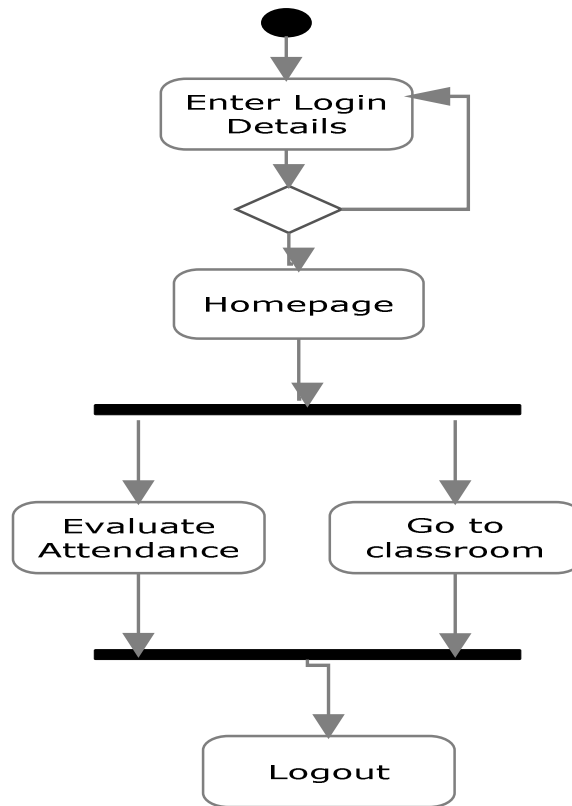 Enter Login
Details
Homepage
Evaluate
Attendance
Go to
classroom
Logout